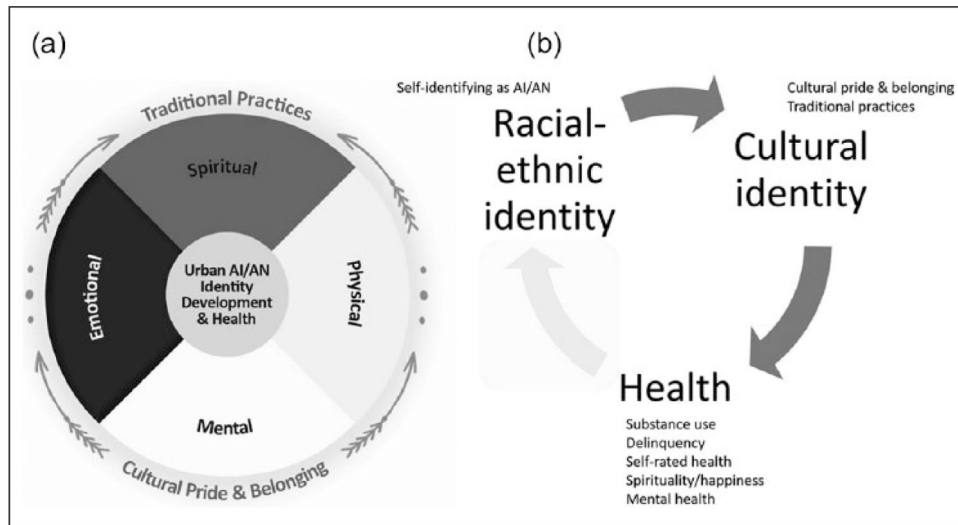 (a)
Traditional Practices
Spiritual
Emotional
Urban AI/AN
Identity
Development
& Health
Physical
Mental
Cultural Pride & Belonging
(b)
Self-identifying as AI/AN
Racial-
ethnic
identity
Cultural pride & belonging
Traditional practices
Cultural
identity
Health
Substance use
Delinquency
Self-rated health
Spirituality/happiness
Mental health